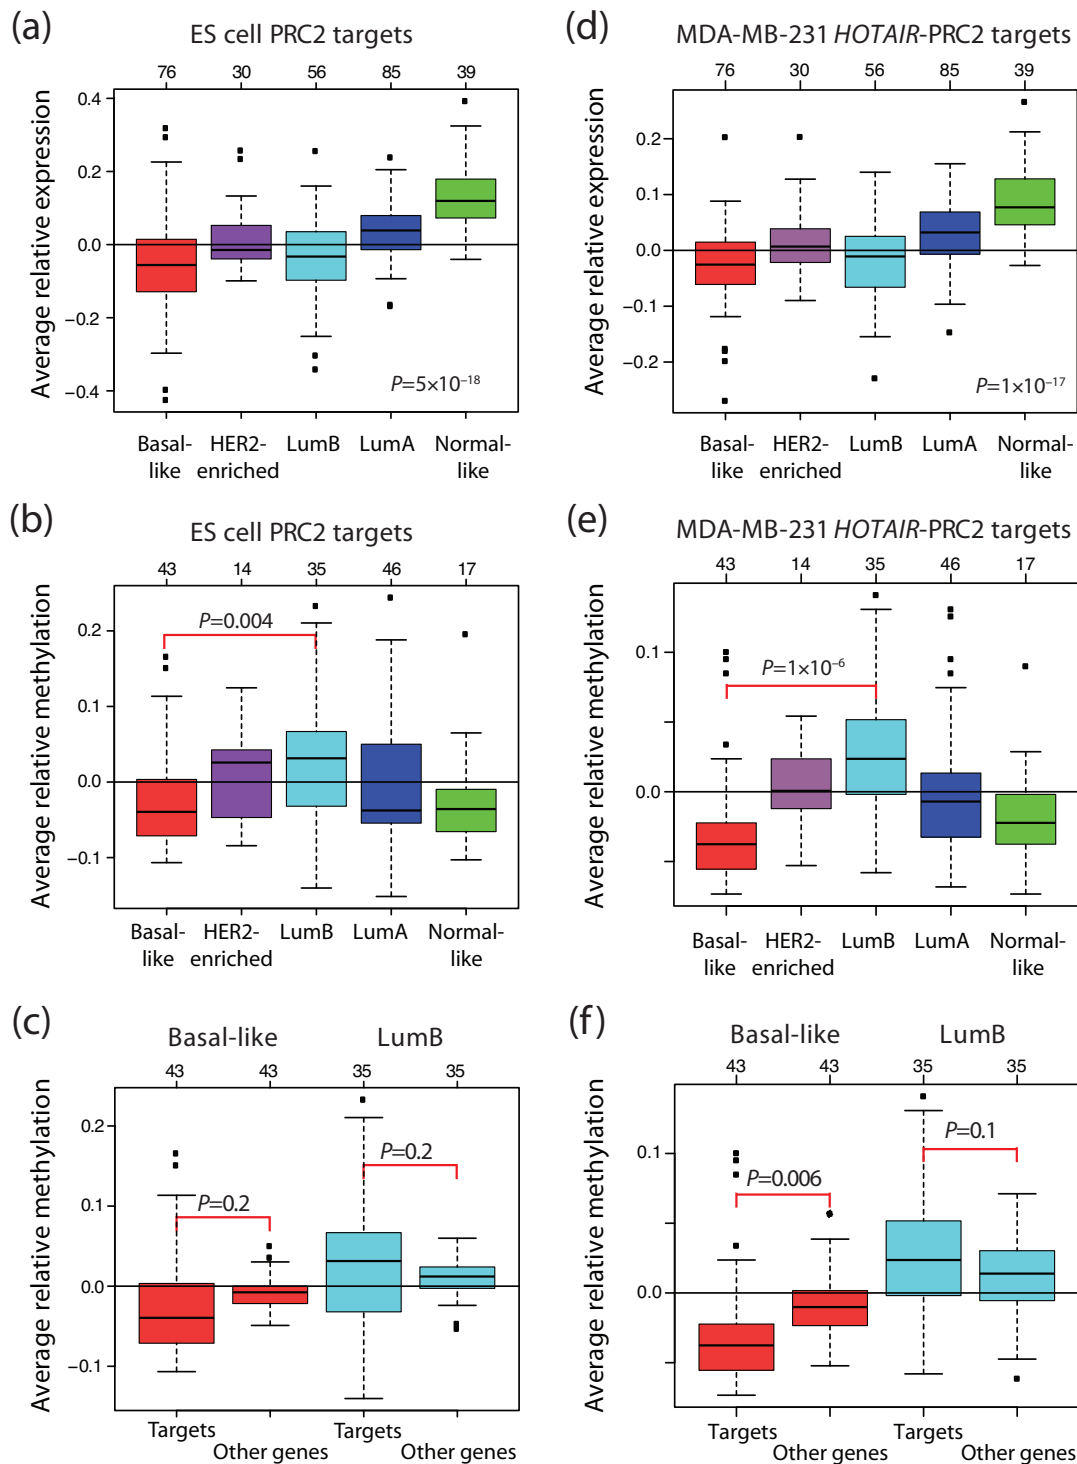 (a)
ES cell PRC2 targets
76 30 56 85 39
Average relative expression
0.4
0.2
0.0
−0.2
−0.4
P=5×10⁻¹⁸
Basal-like HER2-enriched LumB LumA Normal-like
(d)
MDA-MB-231 HOTAIR-PRC2 targets
76 30 56 85 39
Average relative expression
0.2
0.1
0.0
−0.1
−0.2
P=1×10⁻¹⁷
Basal-like HER2-enriched LumB LumA Normal-like
(b)
ES cell PRC2 targets
43 14 35 46 17
Average relative methylation
0.2
0.1
0.0
−0.1
P=0.004
Basal-like HER2-enriched LumB LumA Normal-like
(e)
MDA-MB-231 HOTAIR-PRC2 targets
43 14 35 46 17
Average relative methylation
0.1
0.0
P=1×10⁻⁶
Basal-like HER2-enriched LumB LumA Normal-like
(c)
Basal-like LumB
43 43 35 35
Average relative methylation
0.2
0.1
0.0
−0.1
P=0.2
P=0.2
Targets Other genes Targets Other genes
(f)
Basal-like LumB
43 43 35 35
Average relative methylation
0.1
0.0
P=0.006
P=0.1
Targets Other genes Targets Other genes